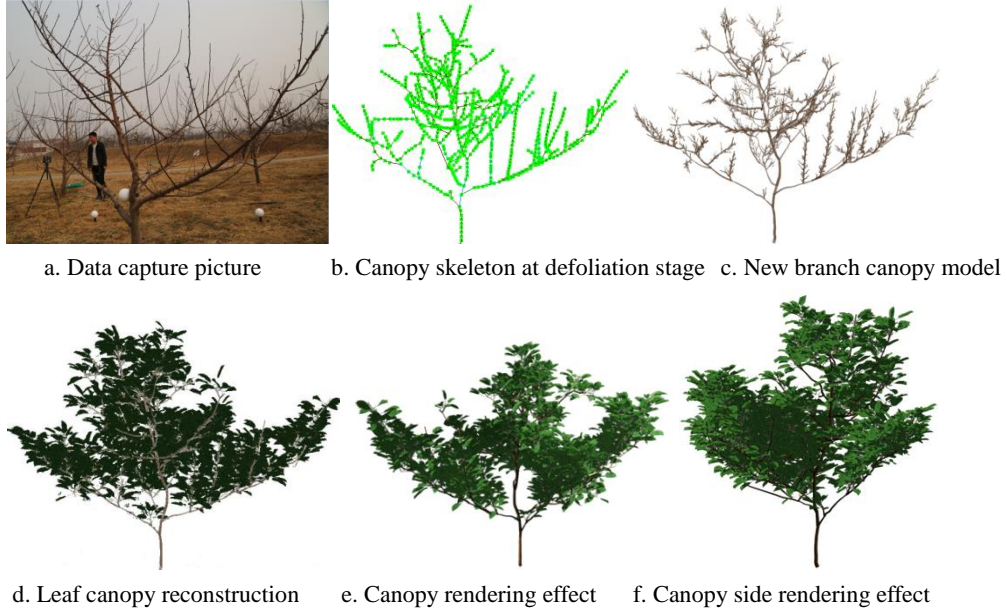 a. Data capture picture b. Canopy skeleton at defoliation stage c. New branch canopy model
d. Leaf canopy reconstruction e. Canopy rendering effect f. Canopy side rendering effect